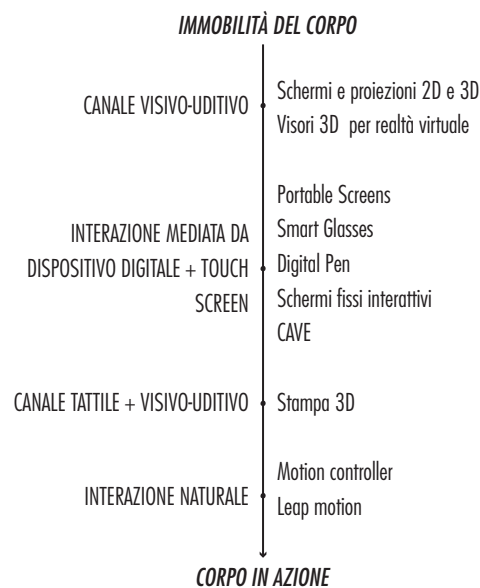 IMMOBILITÀ DEL CORPO
CANALE VISIVO-UDITIVO
Schermi e proiezioni 2D e 3D
Visori 3D per realtà virtuale
INTERAZIONE MEDIATA DA
DISPOSITIVO DIGITALE + TOUCH
SCREEN
Portable Screens
Smart Glasses
Digital Pen
Schermi fissi interattivi
CAVE
CANALE TATTILE + VISIVO-UDITIVO
Stampa 3D
INTERAZIONE NATURALE
Motion controller
Leap motion
CORPO IN AZIONE